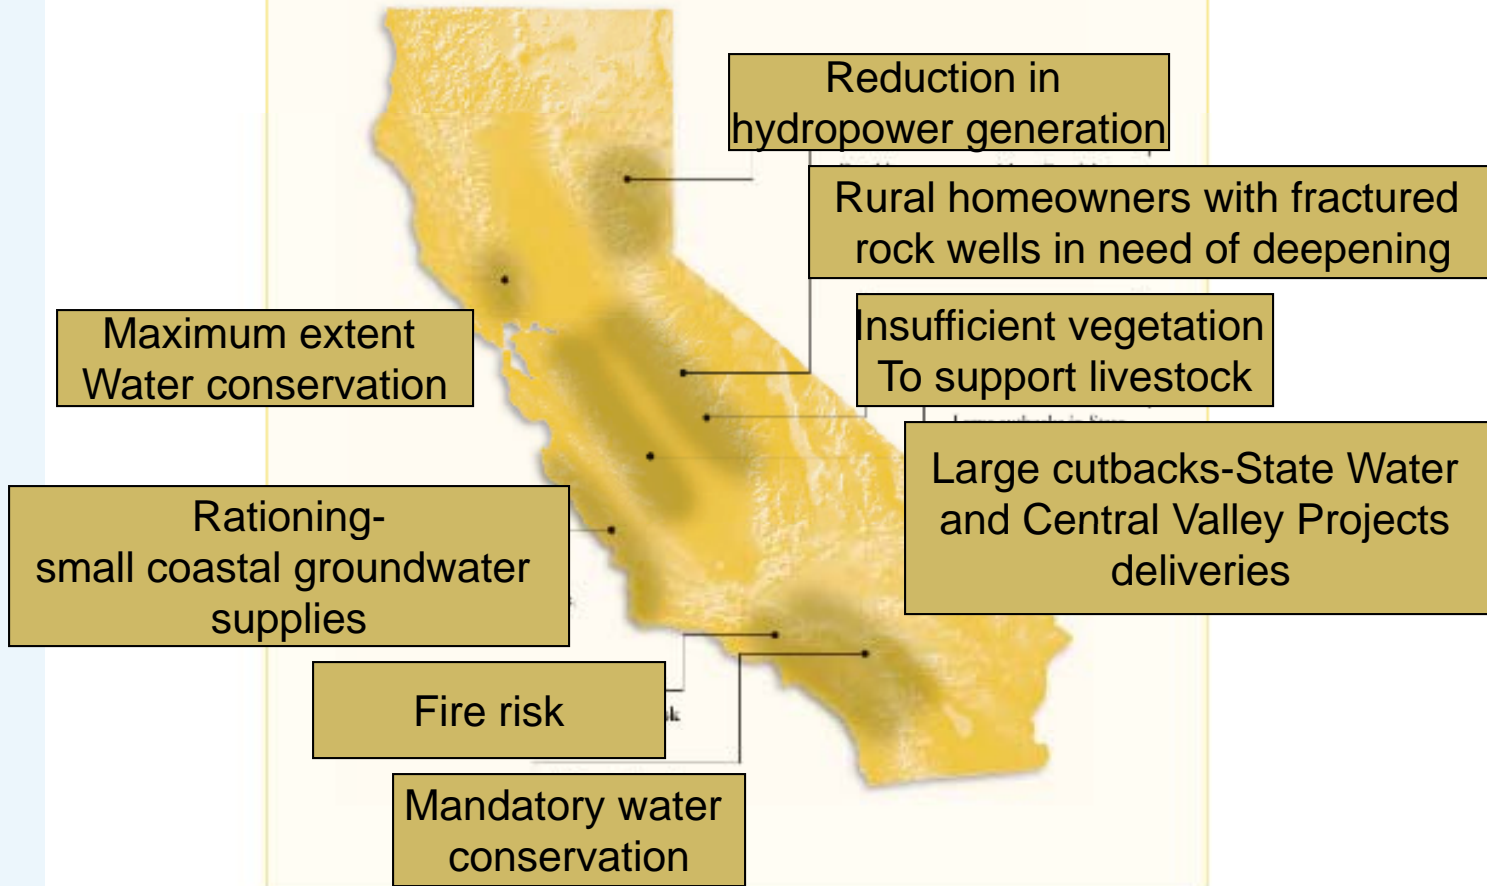 Reduction in
hydropower generation
Rural homeowners with fractured
rock wells in need of deepening
Insufficient vegetation
To support livestock
Maximum extent
Water conservation
Large cutbacks-State Water
and Central Valley Projects
deliveries
Rationing-
small coastal groundwater
supplies
Fire risk
Mandatory water
conservation